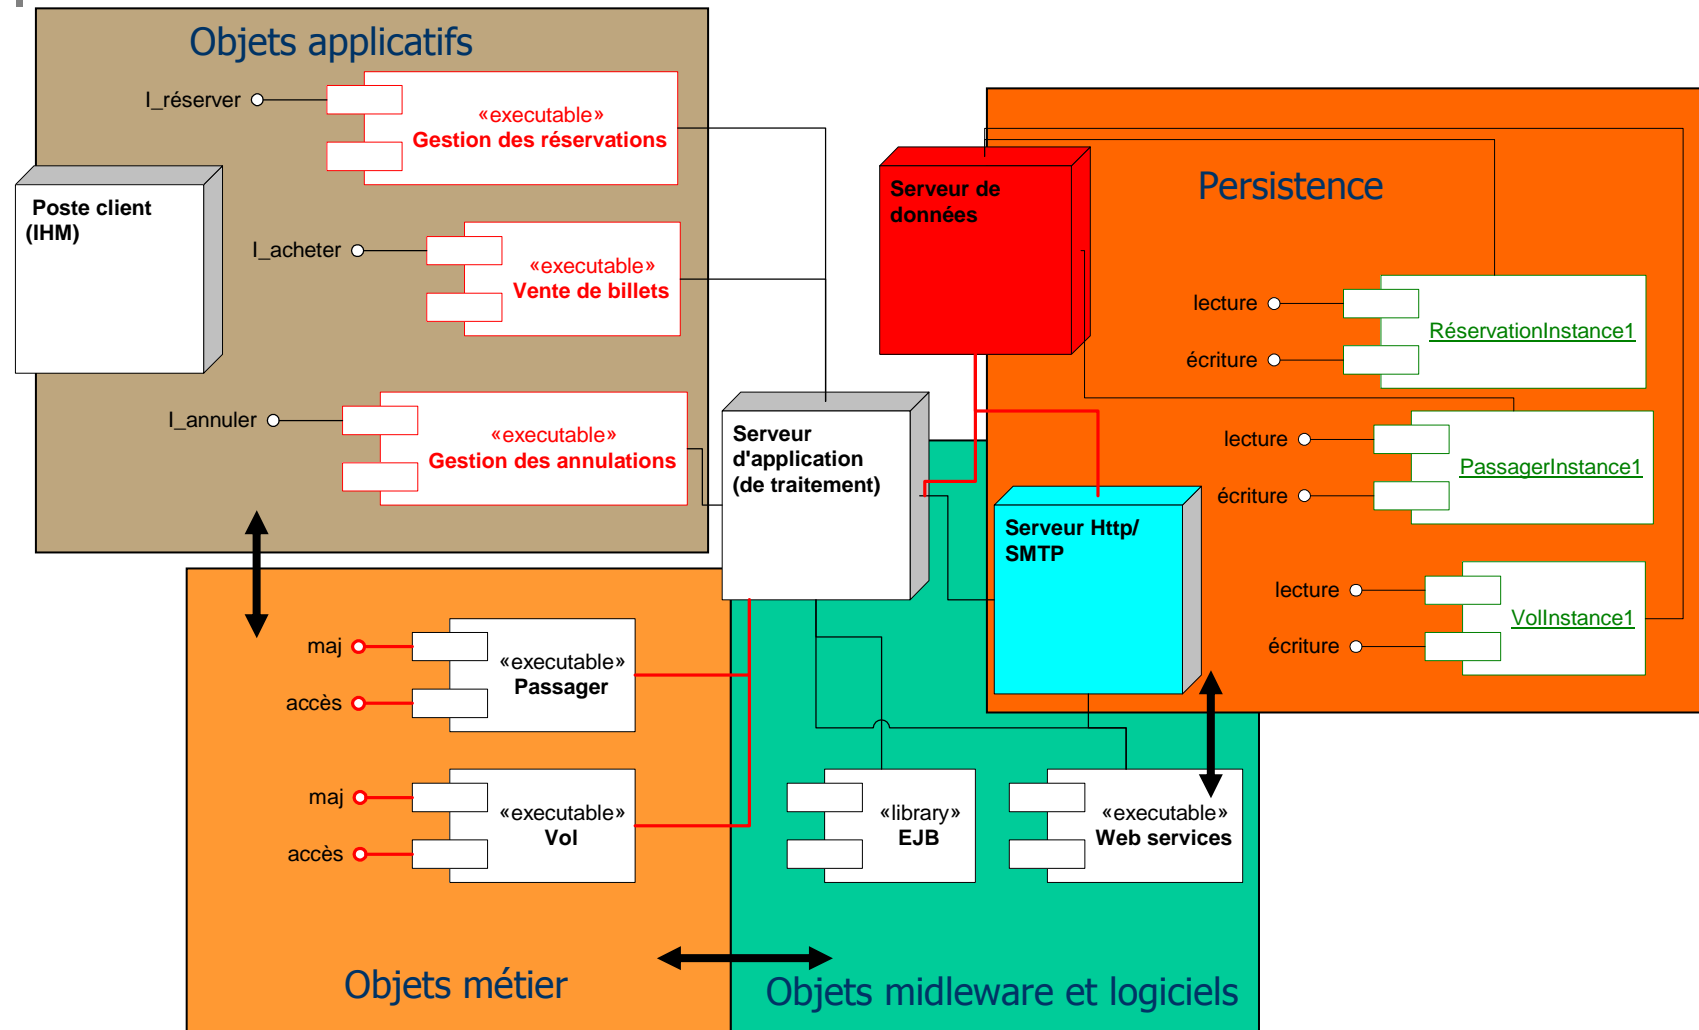 Objets applicatifs
I_réserver
«executable»
Gestion des réservations
Poste client
(IHM)
I_acheter
«executable»
Vente de billets
I_annuler
«executable»
Gestion des annulations
Serveur de
données
Persistence
lecture
écriture
RéservationInstance1
lecture
écriture
PassagerInstance1
lecture
écriture
VolInstance1
Serveur
d'application
(de traitement)
Serveur Http/
SMTP
maj
accès
«executable»
Passager
maj
accès
«executable»
Vol
«library»
EJB
«executable»
Web services
Objets métier
Objets midleware et logiciels